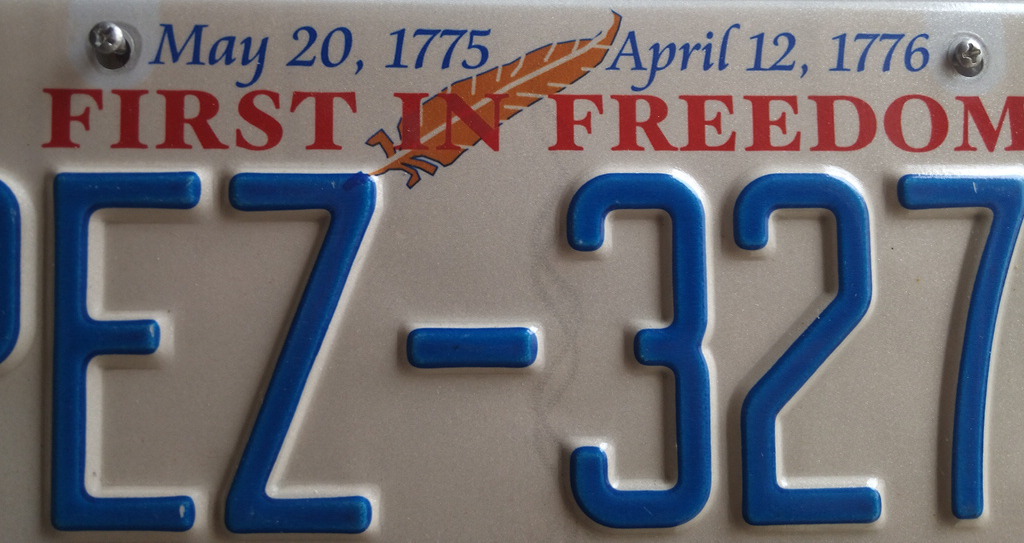 May 20, 1775 April 12, 1776
FIRST IN FREEDOM
EZ-327